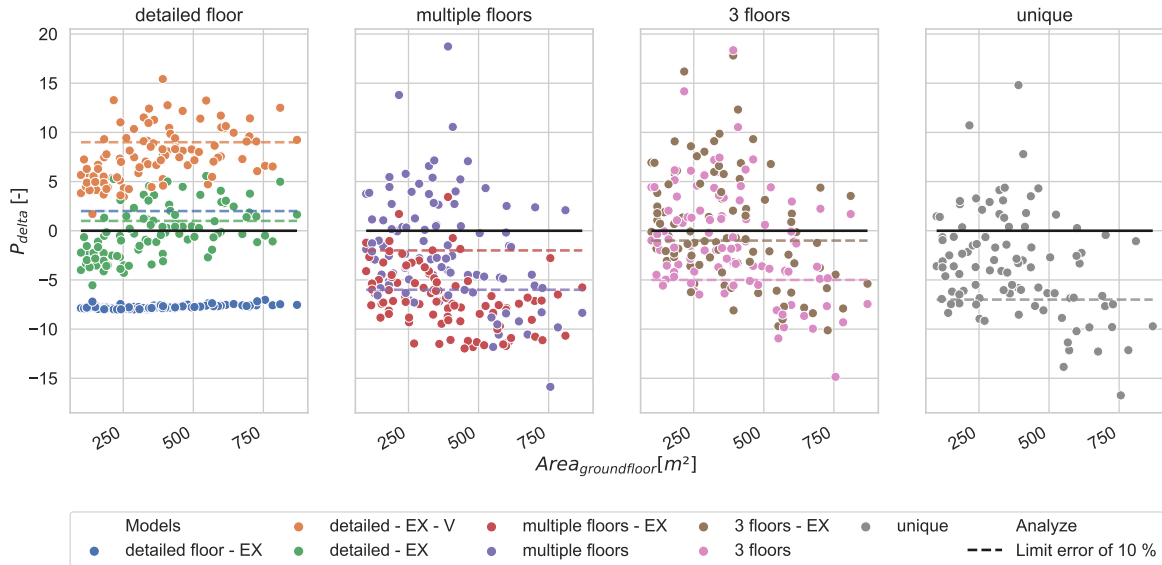 detailed floor
multiple floors
3 floors
unique
20
15
10
5
0
−5
−10
−15
P_delta [-]
250 500 750
250 500 750
250 500 750
250 500 750
Area_groundfloor[m²]
Models
detailed - EX - V
multiple floors - EX
3 floors - EX
unique
Analyze
detailed floor - EX
detailed - EX
multiple floors
3 floors
Limit error of 10 %